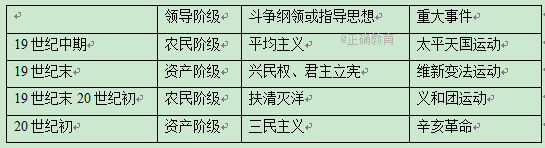 领导阶级 斗争纲领或指导思想 重大事件
19世纪中期 农民阶级 平均主义 太平天国运动
@正确教育
19世纪末 资产阶级 兴民权、君主立宪 维新变法运动
19世纪末20世纪初 农民阶级 扶清灭洋 义和团运动
20世纪初 资产阶级 三民主义 辛亥革命